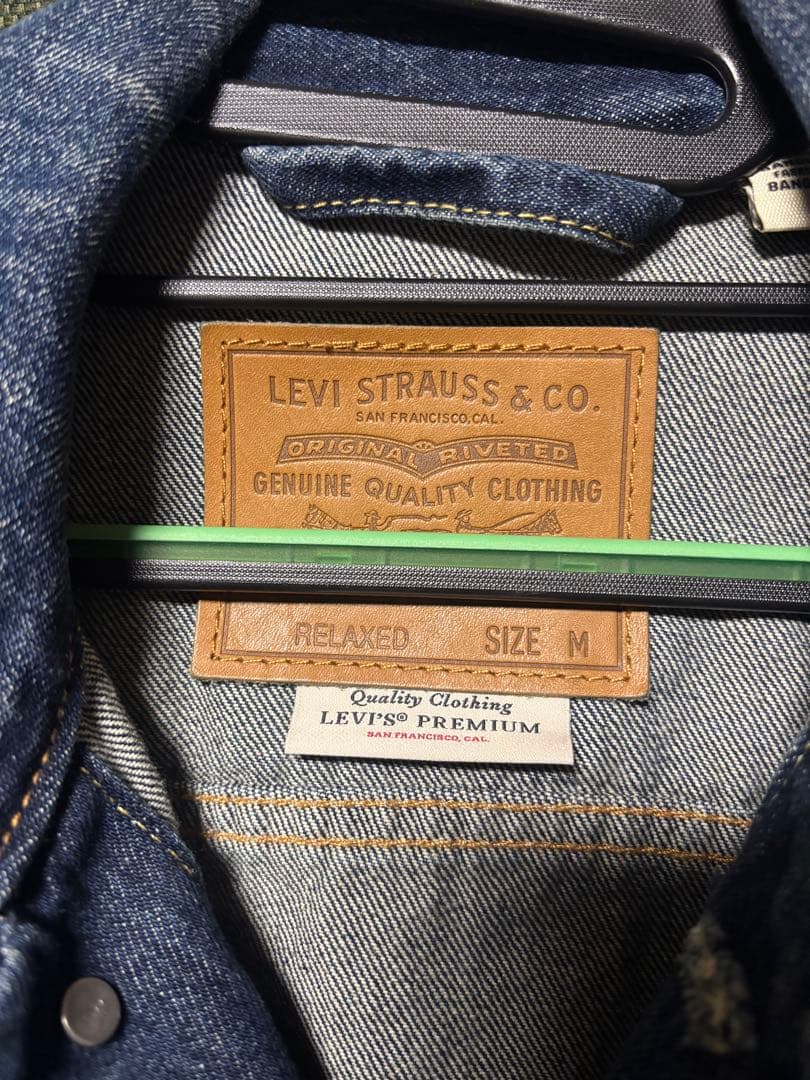 BAN
LEVI STRAUSS & CO.
SAN FRANCISCO, CAL.
ORIGINAL RIVETED
GENUINE QUALITY CLOTHING
RELAXED SIZE M
Quality Clothing
LEVI'S® PREMIUM
SAN FRANCISCO, CAL.